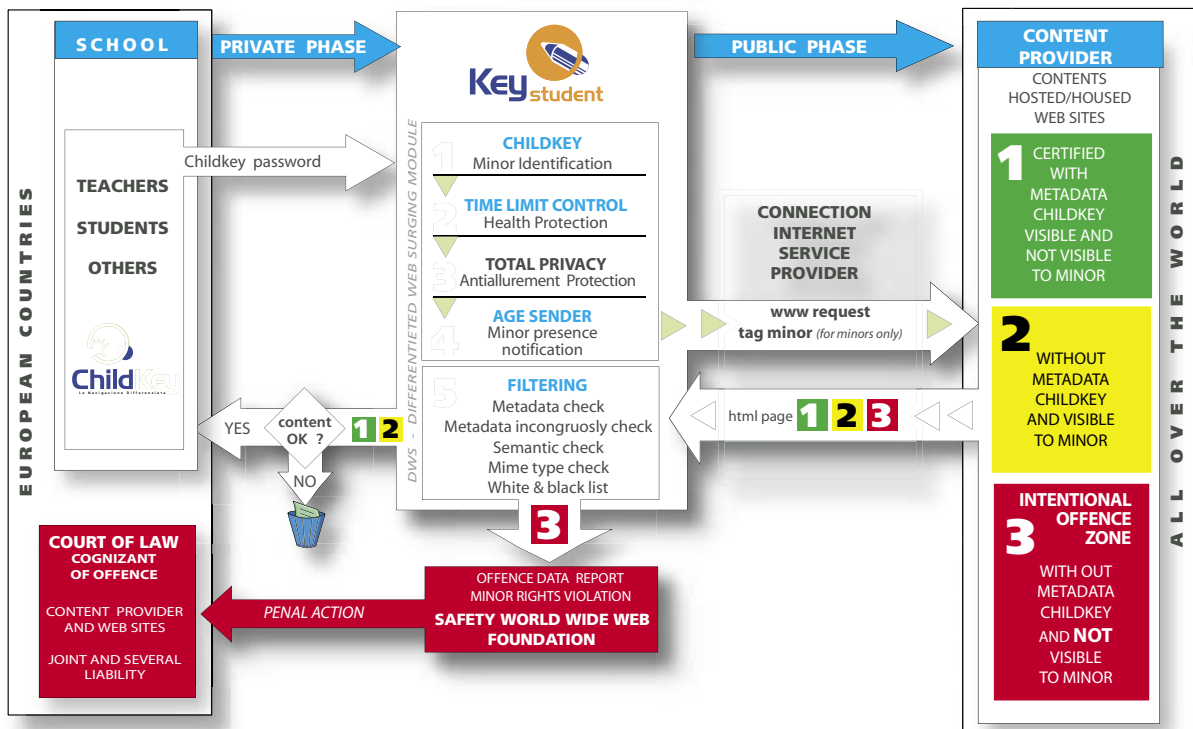 EUROPEAN COUNTRIES
SCHOOL
PRIVATE PHASE
TEACHERS
STUDENTS
OTHERS
ChildKey
La Navigazione Differenziata
Childkey password
DWS - DIFFERENTIETED WEB SURGING MODULE
Key
student
1
CHILDKEY
Minor Identification
2
TIME LIMIT CONTROL
Health Protection
3
TOTAL PRIVACY
Antiallurement Protection
4
AGE SENDER
Minor presence
notification
5
FILTERING
Metadata check
Metadata incongruosly check
Semantic check
Mime type check
White & black list
PUBLIC PHASE
CONNECTION
INTERNET
SERVICE
PROVIDER
www request
tag minor (for minors only)
html page 1 2 3
YES
content
OK ?
1 2
NO
3
OFFENCE DATA REPORT
MINOR RIGHTS VIOLATION
SAFETY WORLD WIDE WEB
FOUNDATION
PENAL ACTION
COURT OF LAW
COGNIZANT
OF OFFENCE
CONTENT PROVIDER
AND WEB SITES
JOINT AND SEVERAL
LIABILITY
CONTENT
PROVIDER
CONTENTS
HOSTED/HOUSED
WEB SITES
1
CERTIFIED
WITH
METADATA
CHILDKEY
VISIBLE AND
NOT VISIBLE
TO MINOR
2
WITHOUT
METADATA
CHILDKEY
AND VISIBLE
TO MINOR
3
INTENTIONAL
OFFENCE
ZONE
WITH OUT
METADATA
CHILDKEY
AND NOT
VISIBLE
TO MINOR
ALL OVER THE WORLD